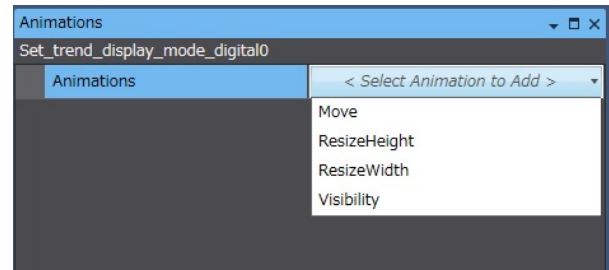 Animations
Set_trend_display_mode_digital0
Animations
< Select Animation to Add >
Move
ResizeHeight
ResizeWidth
Visibility